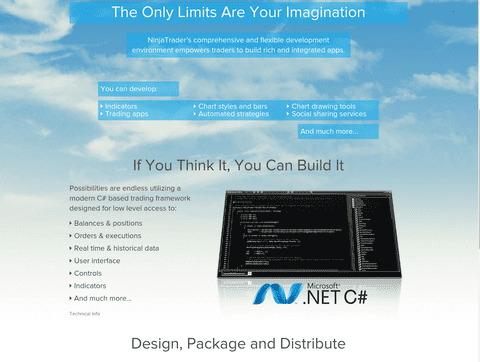 The Only Limits Are Your Imagination
NinjaTrader's comprehensive and flexible development
environment empowers traders to build rich and integrated apps.
You can develop:
Indicators
Trading apps
Chart styles and bars
Automated strategies
Chart drawing tools
Social sharing services
And much more...
If You Think It, You Can Build It
Possibilities are endless utilizing a
modern C# based trading framework
designed for low level access to:
Balances & positions
Orders & executions
Real time & historical data
User interface
Controls
Indicators
And much more...
Technical Info
Microsoft®
.NET C#
Design, Package and Distribute